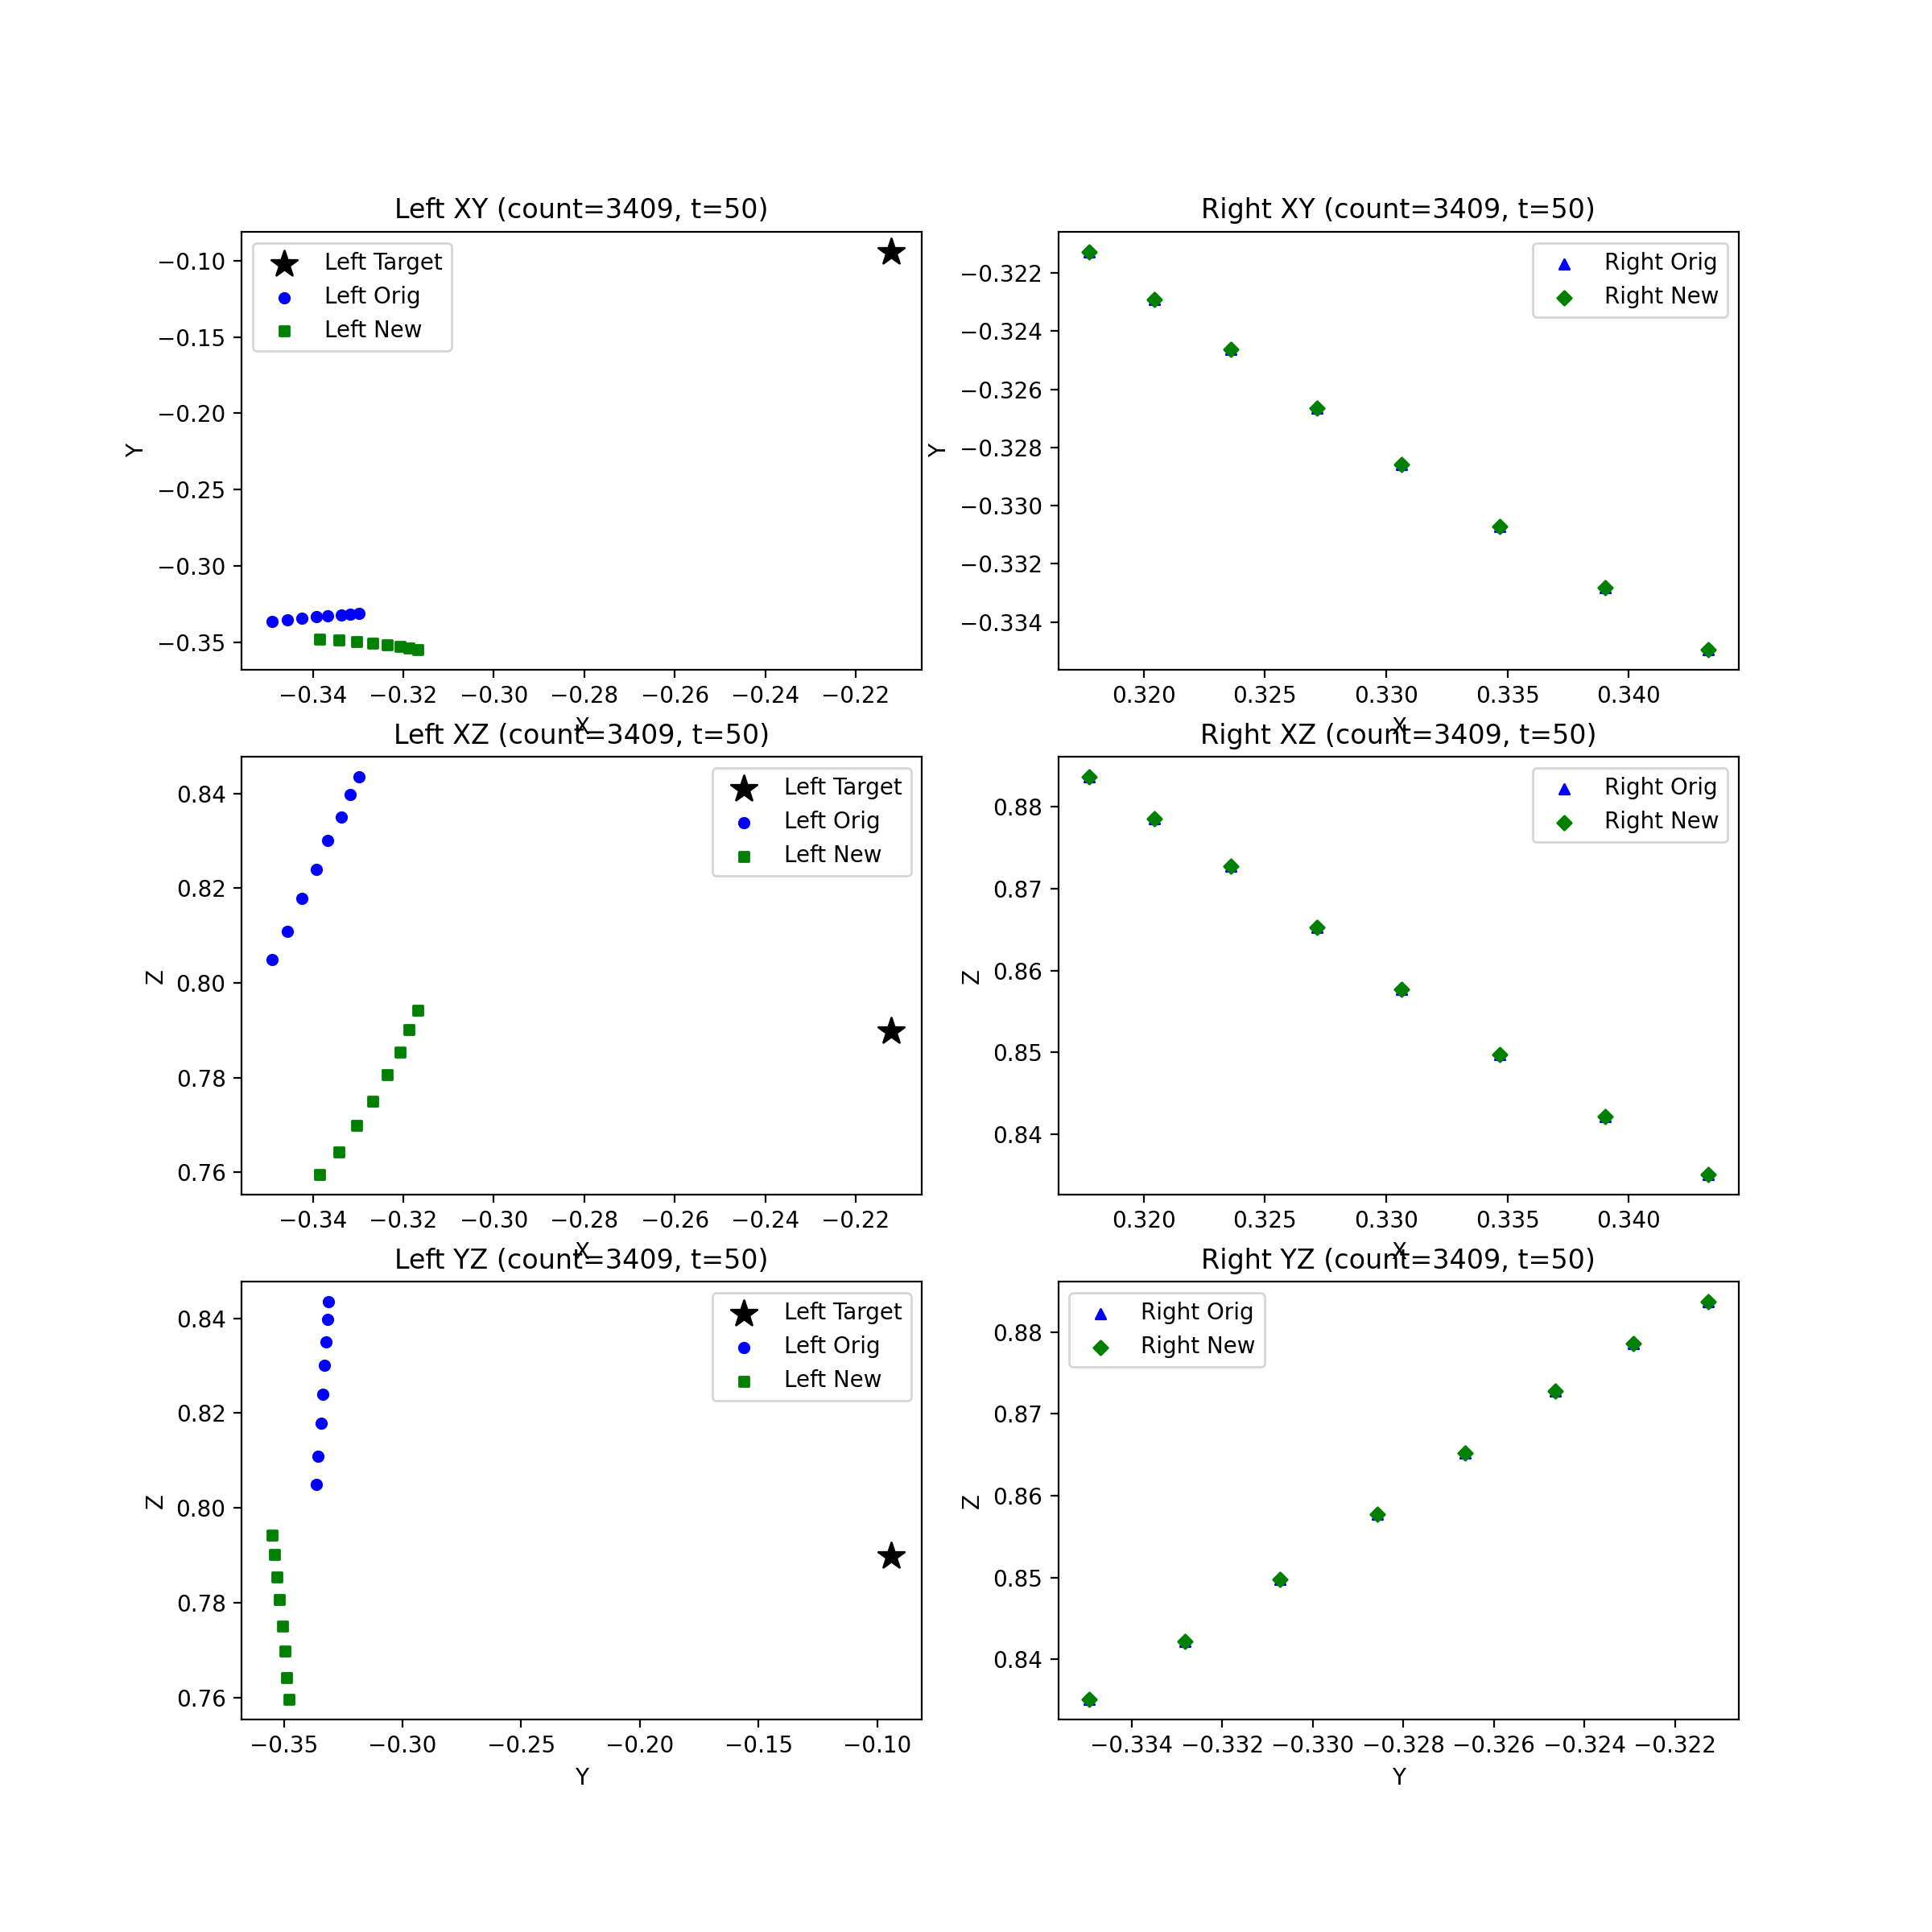 Left XY (count=3409, t=50)
Right XY (count=3409, t=50)
Left Target
Left Orig
Left New
Right Orig
Right New
−0.10
−0.15
−0.20
−0.25
−0.30
−0.35
Y
−0.34 −0.32 −0.30 −0.28 −0.26 −0.24 −0.22
X
−0.322
−0.324
−0.326
−0.328
−0.330
−0.332
−0.334
Y
0.320 0.325 0.330 0.335 0.340
X
Left XZ (count=3409, t=50)
Right XZ (count=3409, t=50)
Left Target
Left Orig
Left New
Right Orig
Right New
0.84
0.82
0.80
0.78
0.76
Z
−0.34 −0.32 −0.30 −0.28 −0.26 −0.24 −0.22
X
0.88
0.87
0.86
0.85
0.84
Z
0.320 0.325 0.330 0.335 0.340
X
Left YZ (count=3409, t=50)
Right YZ (count=3409, t=50)
Left Target
Left Orig
Left New
Right Orig
Right New
0.84
0.82
0.80
0.78
0.76
Z
−0.35 −0.30 −0.25 −0.20 −0.15 −0.10
Y
0.88
0.87
0.86
0.85
0.84
Z
−0.334 −0.332 −0.330 −0.328 −0.326 −0.324 −0.322
Y